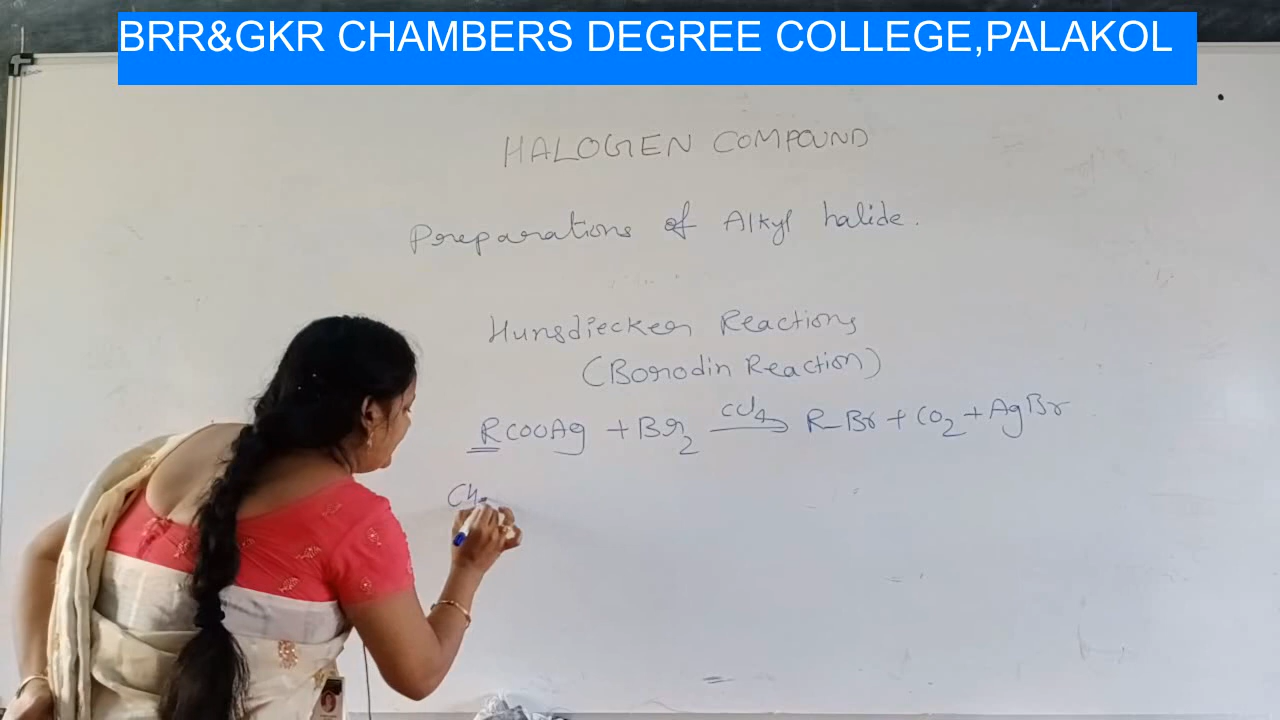 BRR&GKR CHAMBERS DEGREE COLLEGE,PALAKOL
HALOGEN COMPOUND
Preparations of Alkyl halide.
Hunsdiecker Reactions
(Borodin Reaction)
RCOOAg + Br₂ —CCl₄→ R–Br + CO₂ + AgBr
CH